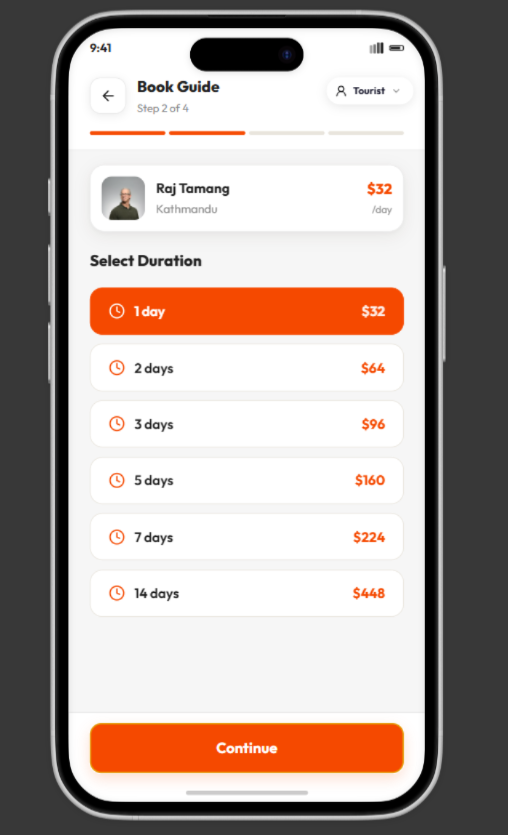 9:41
Book Guide
Step 2 of 4
Tourist
Raj Tamang
$32
Kathmandu
/day
Select Duration
1 day $32
2 days $64
3 days $96
5 days $160
7 days $224
14 days $448
Continue